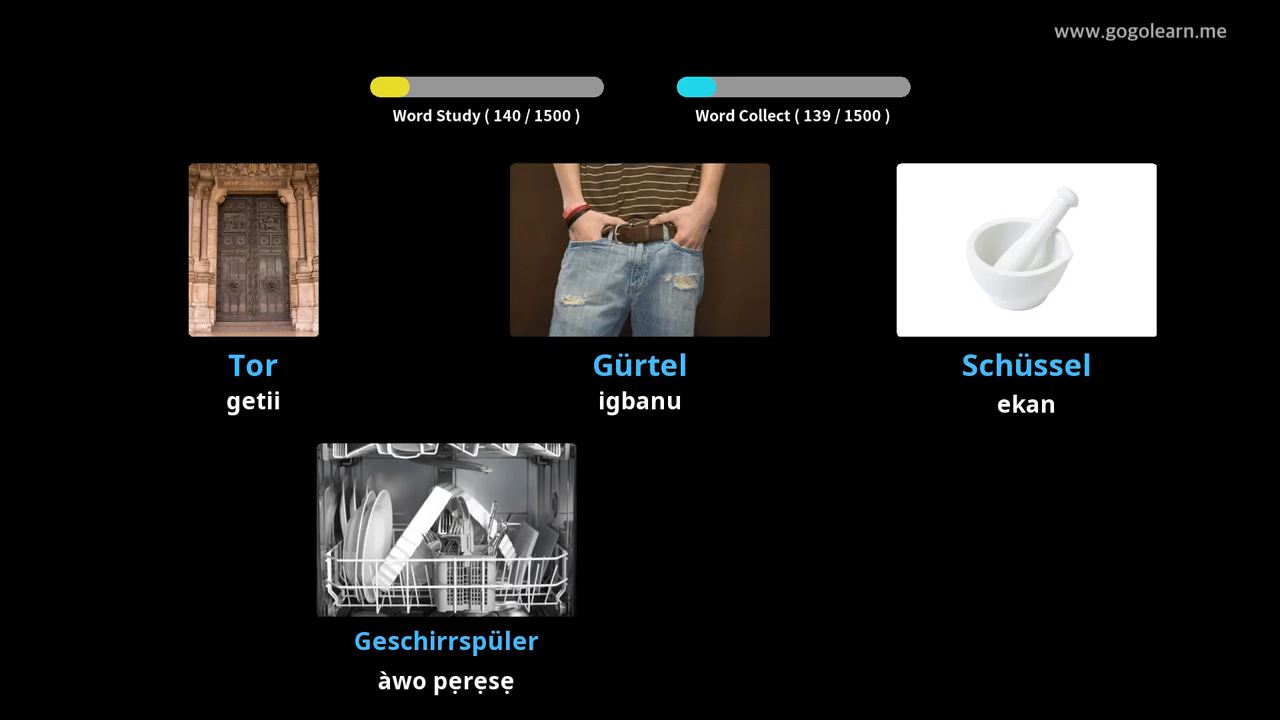 www.gogolearn.me
Word Study ( 140 / 1500 )
Word Collect ( 139 / 1500 )
Tor
getii
Gürtel
igbanu
Schüssel
ekan
Geschirrspüler
àwo pẹrẹsẹ